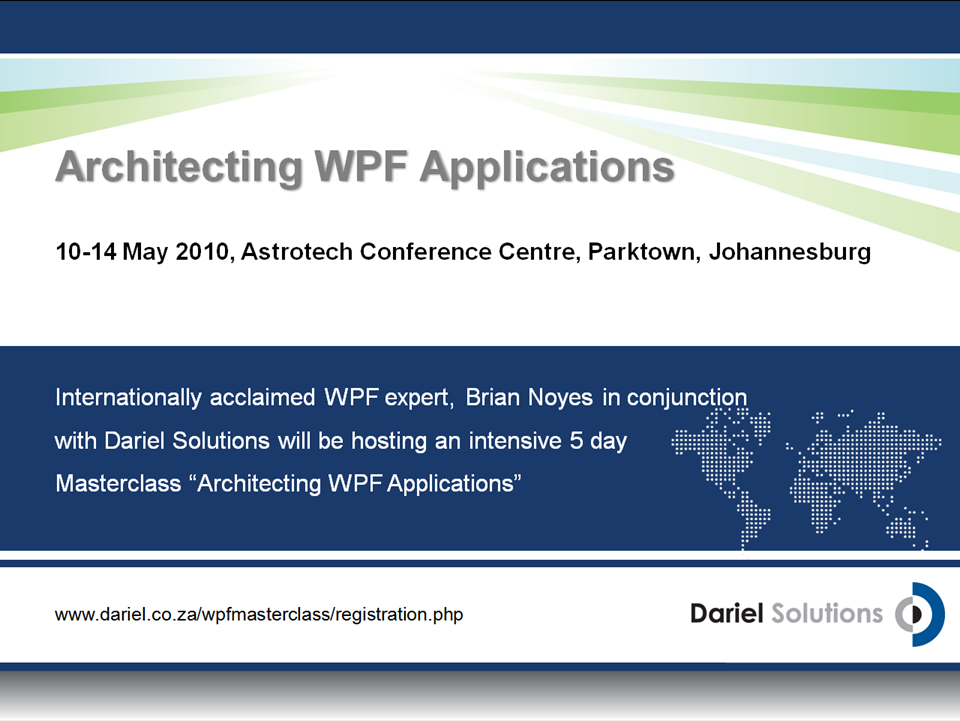 Architecting WPF Applications
10-14 May 2010, Astrotech Conference Centre, Parktown, Johannesburg
Internationally acclaimed WPF expert, Brian Noyes in conjunction
with Dariel Solutions will be hosting an intensive 5 day
Masterclass “Architecting WPF Applications”
www.dariel.co.za/wpfmasterclass/registration.php
Dariel Solutions